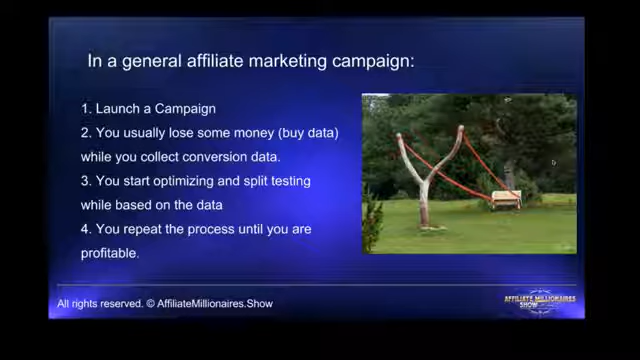 In a general affiliate marketing campaign:
1. Launch a Campaign
2. You usually lose some money (buy data)
while you collect conversion data.
3. You start optimizing and split testing
while based on the data
4. You repeat the process until you are
profitable.
All rights reserved. © AffiliateMillionaires.Show
AFFILIATE MILLIONAIRES
SHOW